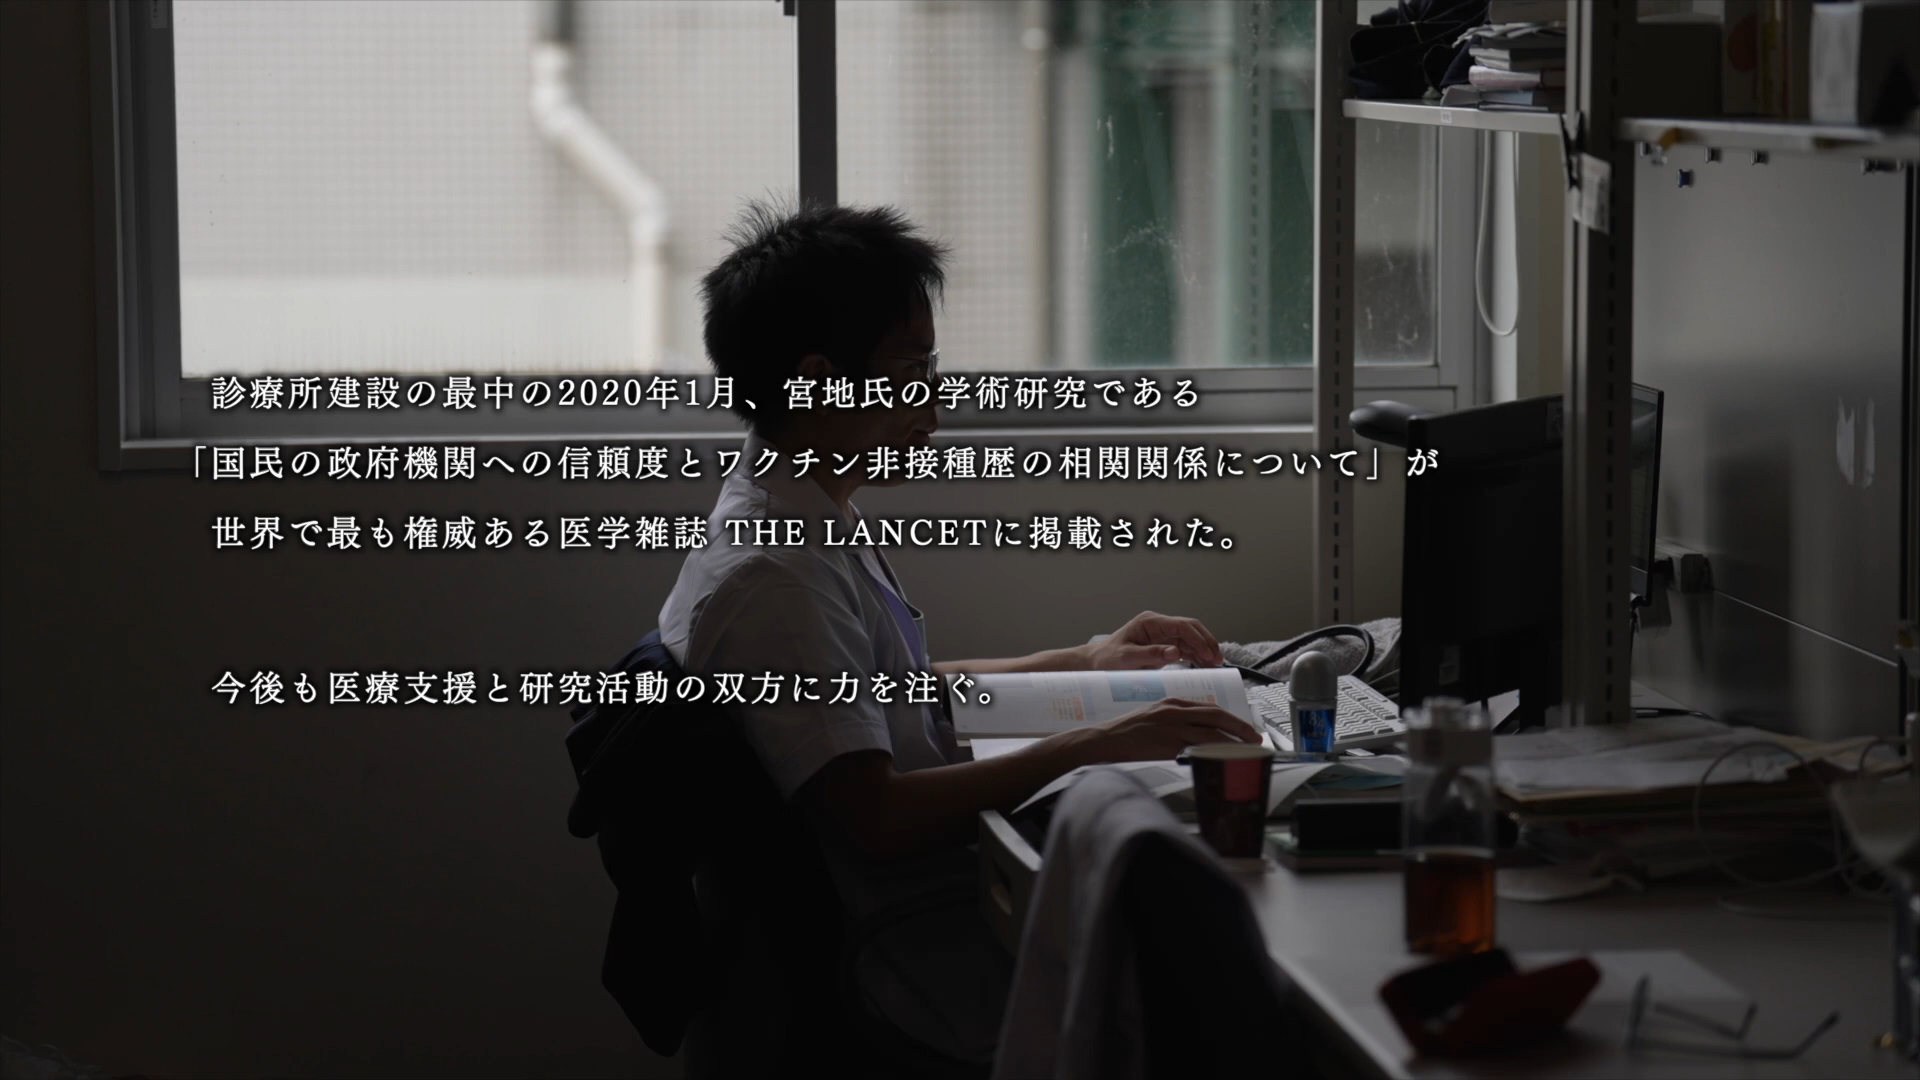 診療所建設の最中の2020年1月、宮地氏の学術研究である
「国民の政府機関への信頼度とワクチン非接種歴の相関関係について」が
世界で最も権威ある医学雑誌 THE LANCETに掲載された。
今後も医療支援と研究活動の双方に力を注ぐ。